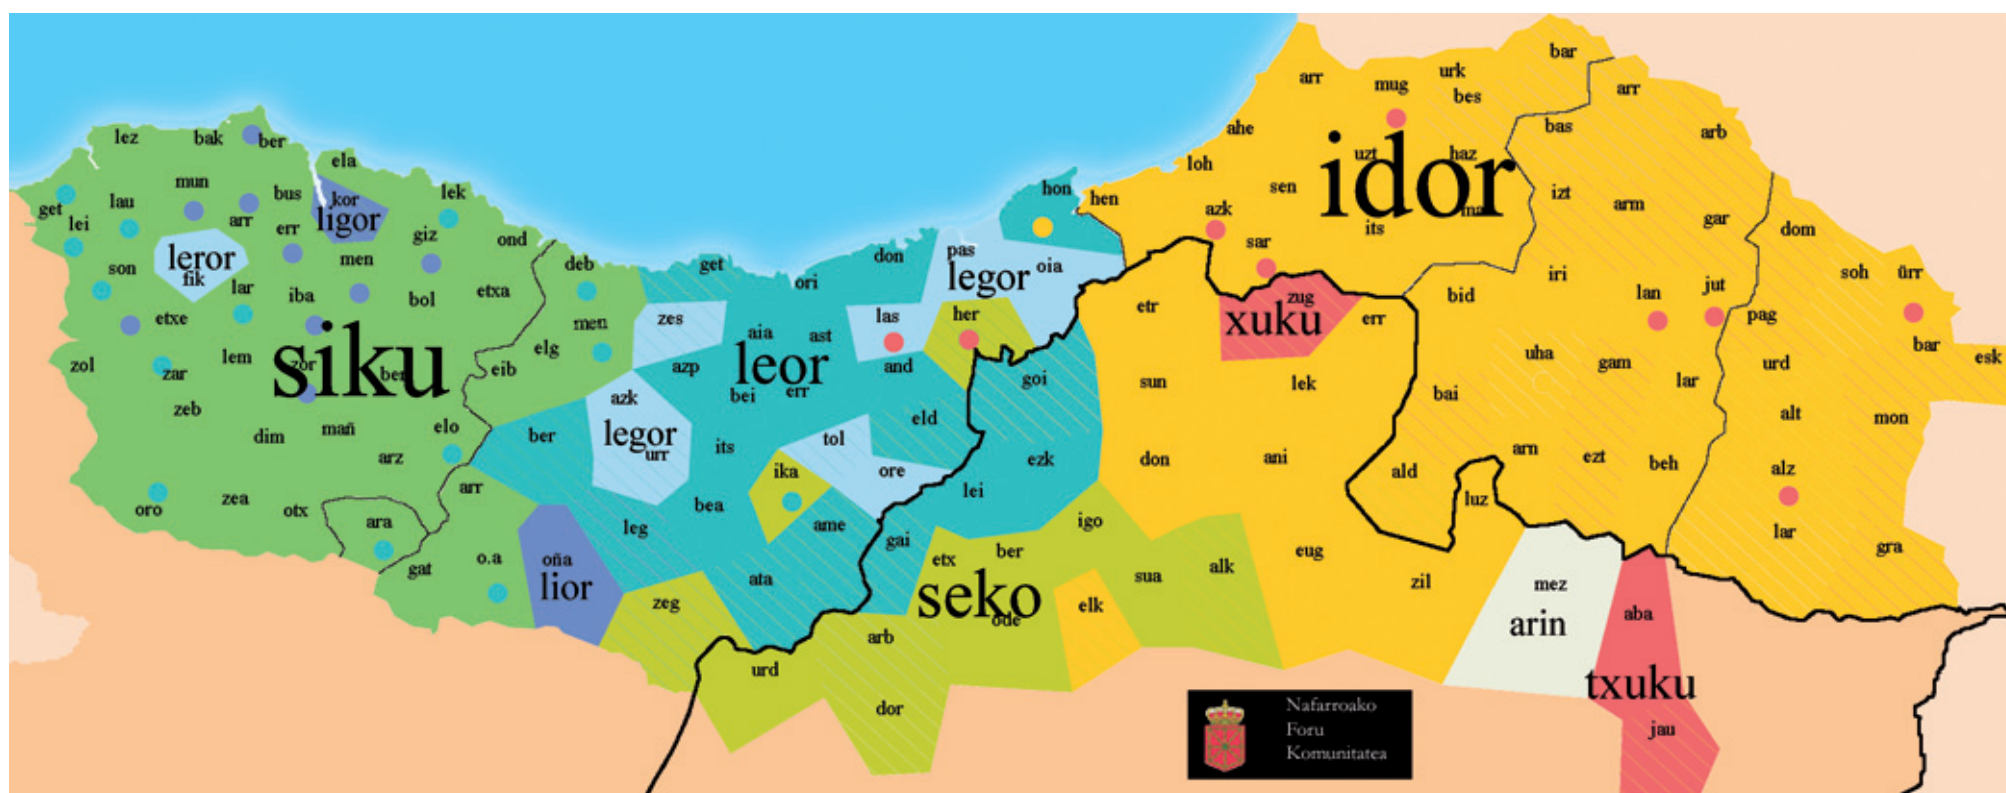 bar
arr
mug
urk
bes
arr
lez
bak
ber
ahe
bas
arb
ela
loh
uzt
haz
idor
mun
bus
kor
ligor
lek
hon
hen
sen
ma
izt
arm
gar
get
lau
lei
arr
err
giz
ond
azk
its
dom
leror
fik
men
deb
get
don
pas
legor
oia
sar
son
lar
iba
bol
etxa
ori
etr
zug
xuku
err
bid
iri
lan
jut
soh
ürr
etxe
men
zes
aia
ast
las
her
pag
zol
zar
lem
zor
siku
ber
elg
eib
azp
leor
bei
err
and
goi
sun
lek
uha
gam
lar
urd
bar
esk
zeb
dim
mañ
elo
azk
legor
urr
ber
its
tol
eld
bai
alt
mon
arz
ika
ore
ezk
don
ani
ald
arn
ezt
beh
alz
oro
zea
otx
ara
arr
leg
bea
ame
gai
lei
igo
luz
lar
gra
gat
o.a
oña
lior
ata
etx
ber
seko
ode
sua
alk
eug
zil
mez
arin
zeg
arb
elk
aba
urd
dor
txuku
jau
Nafarroako
Foru
Komunitatea